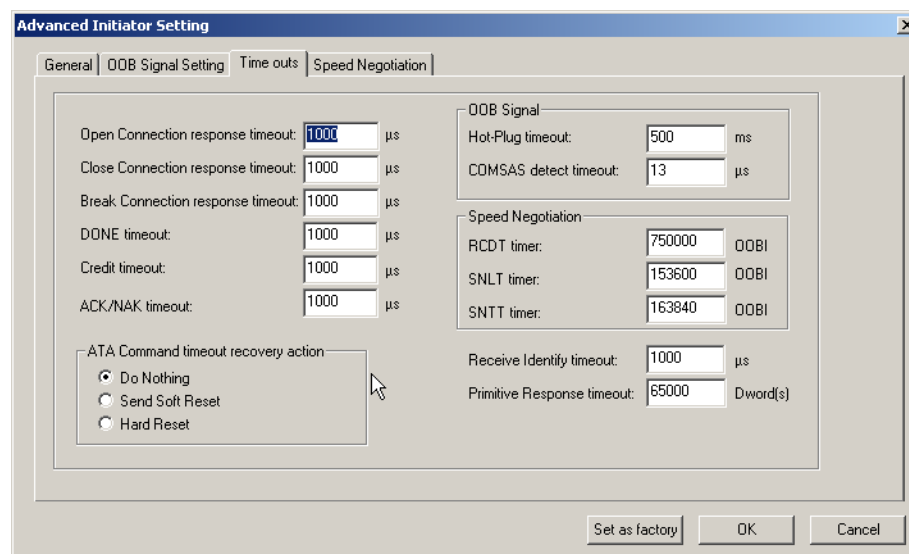 Advanced Initiator Setting
General OOB Signal Setting Time outs Speed Negotiation
Open Connection response timeout: 1000 µs
Close Connection response timeout: 1000 µs
Break Connection response timeout: 1000 µs
DONE timeout: 1000 µs
Credit timeout: 1000 µs
ACK/NAK timeout: 1000 µs
ATA Command timeout recovery action
Do Nothing
Send Soft Reset
Hard Reset
OOB Signal
Hot-Plug timeout: 500 ms
COMSAS detect timeout: 13 µs
Speed Negotiation
RCDT timer: 750000 OOBI
SNLT timer: 153600 OOBI
SNTT timer: 163840 OOBI
Receive Identify timeout: 1000 µs
Primitive Response timeout: 65000 Dword(s)
Set as factory OK Cancel